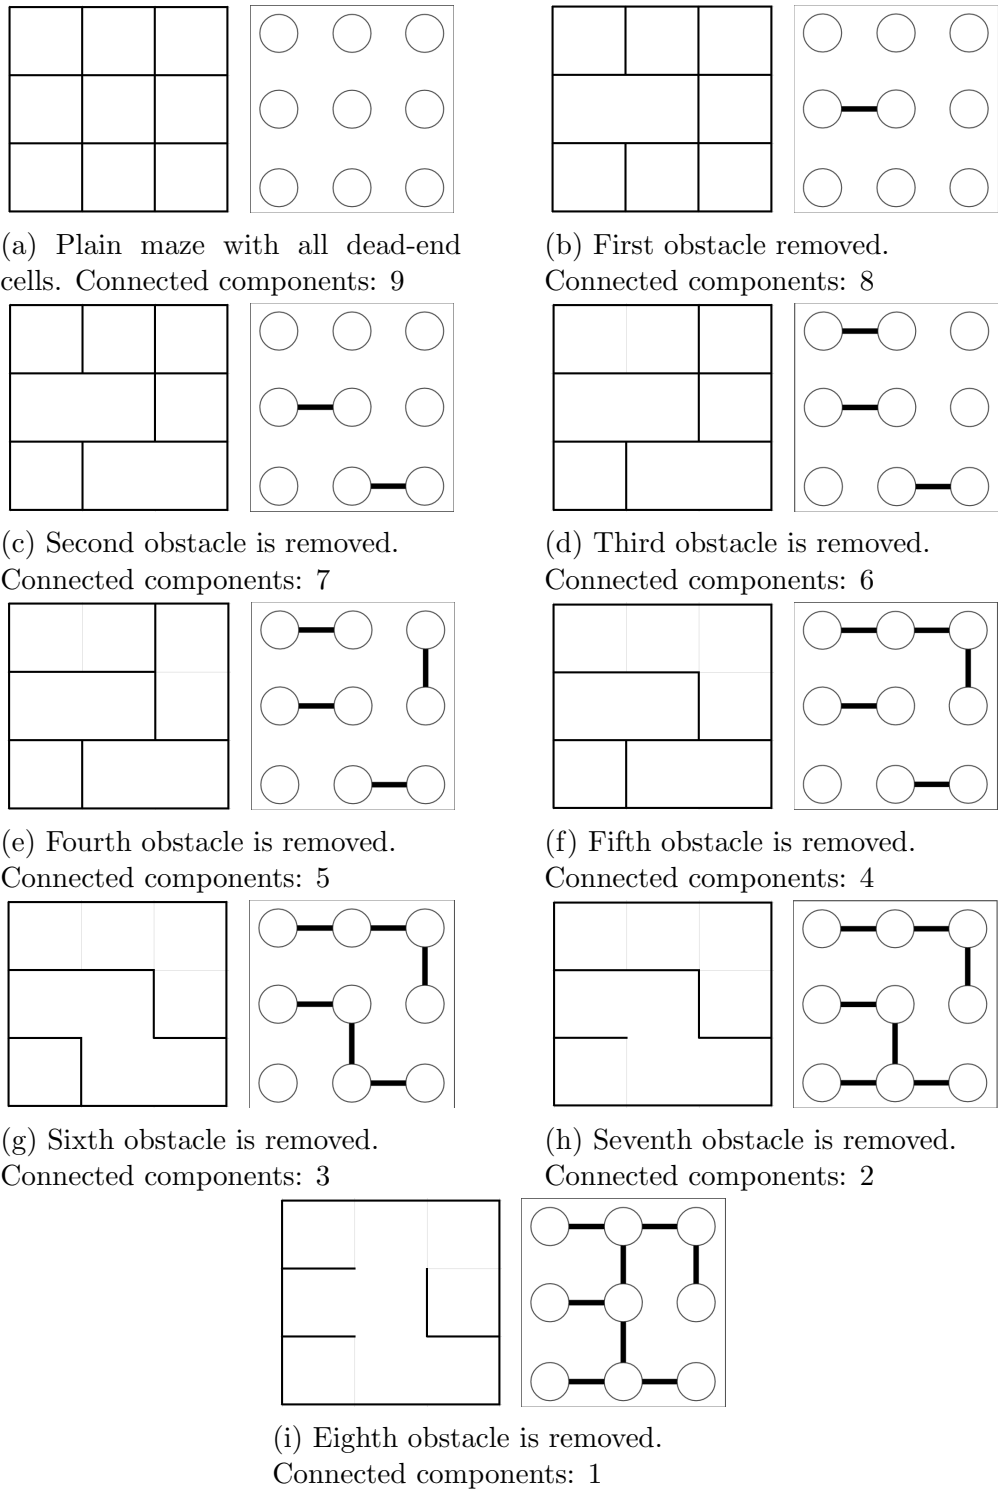 (a) Plain maze with all dead-end
cells. Connected components: 9
(b) First obstacle removed.
Connected components: 8
(c) Second obstacle is removed.
Connected components: 7
(d) Third obstacle is removed.
Connected components: 6
(e) Fourth obstacle is removed.
Connected components: 5
(f) Fifth obstacle is removed.
Connected components: 4
(g) Sixth obstacle is removed.
Connected components: 3
(h) Seventh obstacle is removed.
Connected components: 2
(i) Eighth obstacle is removed.
Connected components: 1